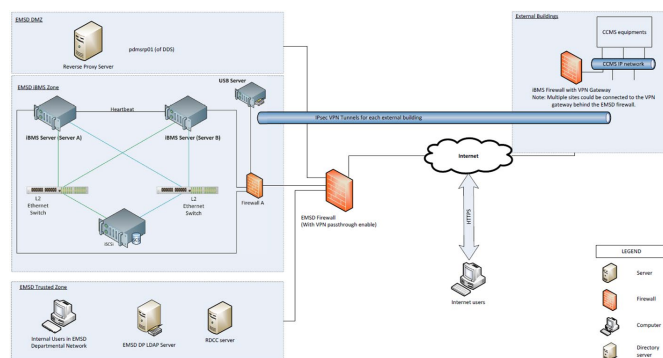 EMSD DMZ
pdmsrp01 (of DDS)
Reverse Proxy Server
EMSD iBMS Zone
USB Server
Heartbeat
iBMS Server (Server A)
iBMS Server (Server B)
L2
Ethernet
Switch
L2
Ethernet
Switch
iSCSI
Firewall A
EMSD Trusted Zone
Internal Users in EMSD
Departmental Network
EMSD DP LDAP Server
RDCC server
IPsec VPN Tunnels for each external building
EMSD Firewall
(With VPN passthrough enable)
Internet
HTTPS
Internet users
External Buildings
CCMS equipments
CCMS IP network
iBMS Firewall with VPN Gateway
Note: Multiple sites could be connected to the VPN
gateway behind the EMSD firewall.
LEGEND
Server
Firewall
Computer
Directory
server